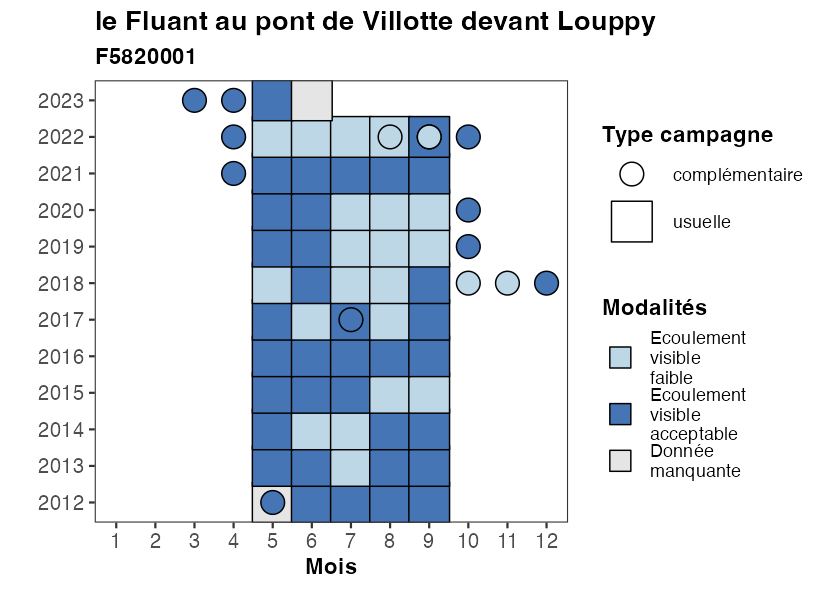 le Fluant au pont de Villotte devant Louppy
F5820001
2023
2022
2021
2020
2019
2018
2017
2016
2015
2014
2013
2012
1 2 3 4 5 6 7 8 9 10 11 12
Mois
Type campagne
complémentaire
usuelle
Modalités
Ecoulement
visible
faible
Ecoulement
visible
acceptable
Donnée
manquante